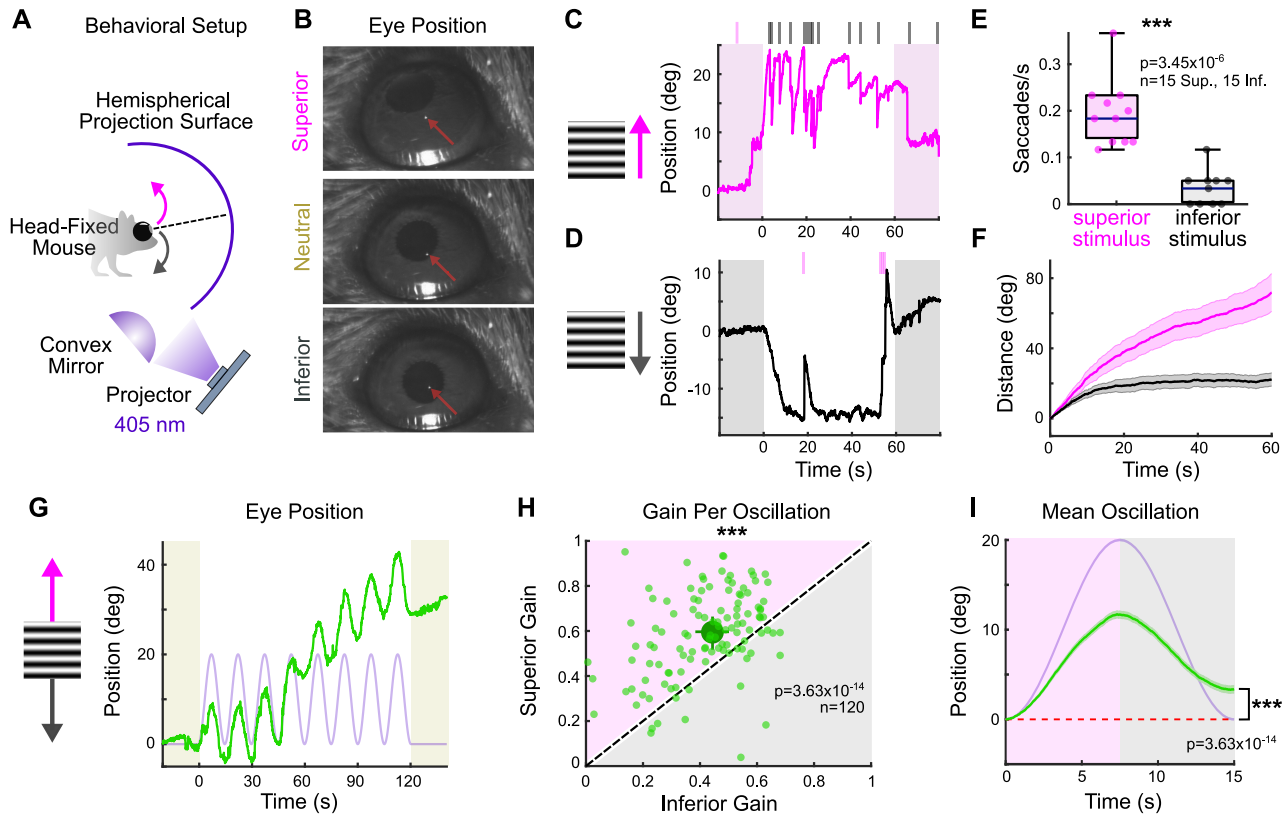 A
Behavioral Setup
Hemispherical
Projection Surface
Head-Fixed
Mouse
Convex
Mirror
Projector
405 nm
B
Eye Position
Superior
Neutral
Inferior
C
Position (deg)
20
10
0
0 20 40 60 80
D
Position (deg)
10
0
-10
0 20 40 60 80
Time (s)
E
***
p=3.45x10-6
n=15 Sup., 15 Inf.
Saccades/s
0.3
0.2
0.1
0
superior
stimulus
inferior
stimulus
F
Distance (deg)
80
40
0
0 20 40 60
Time (s)
G
Eye Position
Position (deg)
40
20
0
0 30 60 90 120
Time (s)
H
Gain Per Oscillation
***
Superior Gain
1
0.8
0.6
0.4
0.2
0
p=3.63x10-14
n=120
0 0.2 0.4 0.6 0.8 1
Inferior Gain
I
Mean Oscillation
Position (deg)
20
10
0
***
p=3.63x10-14
0 5 10 15
Time (s)